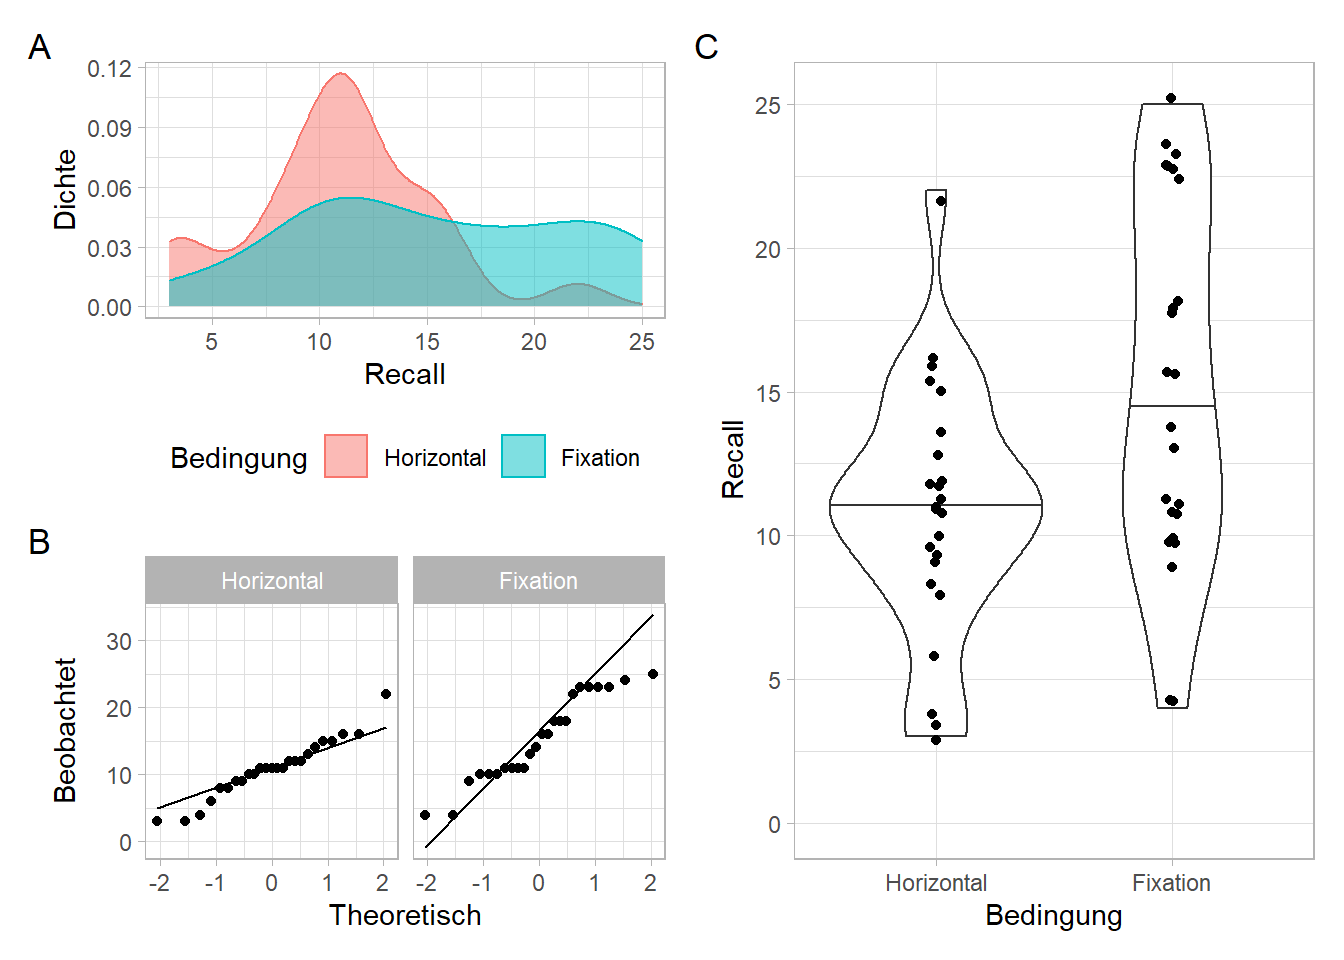 A
0.12
0.09
0.06
0.03
0.00
Dichte
5 10 15 20 25
Recall
Bedingung Horizontal Fixation
B
Horizontal Fixation
30
20
10
0
Beobachtet
-2 -1 0 1 2 -2 -1 0 1 2
Theoretisch
C
25
20
15
10
5
0
Recall
Horizontal Fixation
Bedingung